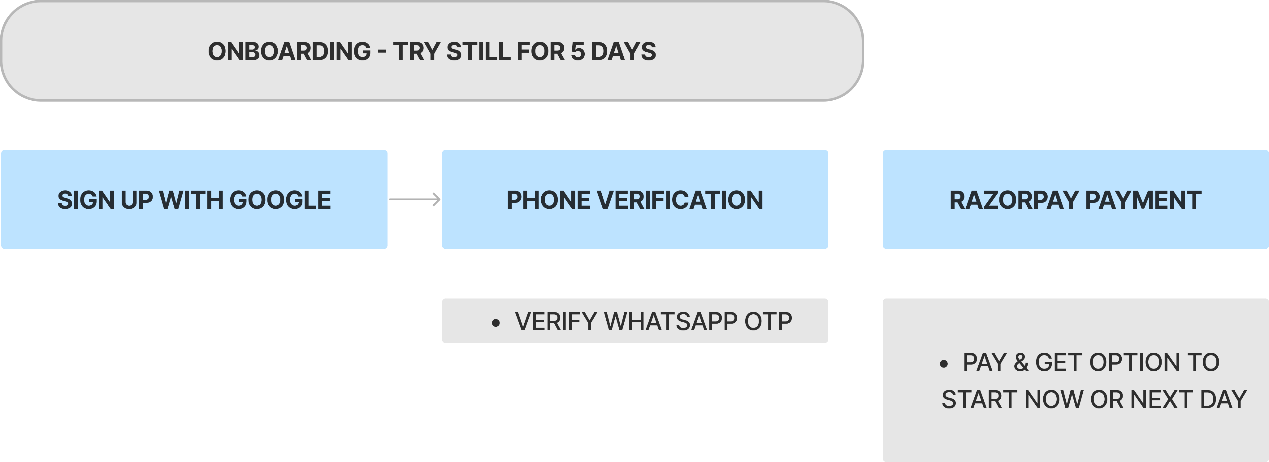 ONBOARDING - TRY STILL FOR 5 DAYS
SIGN UP WITH GOOGLE
PHONE VERIFICATION
RAZORPAY PAYMENT
• VERIFY WHATSAPP OTP
• PAY & GET OPTION TO
START NOW OR NEXT DAY